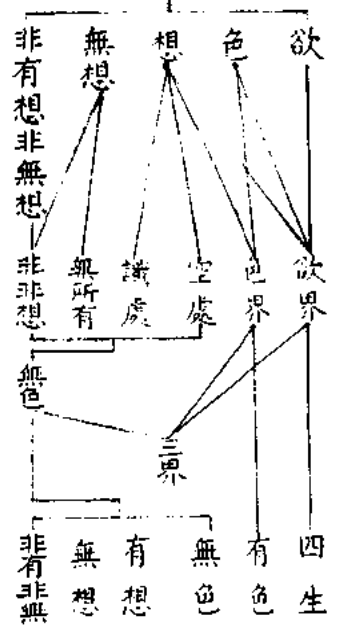 欲
色
想
無想
非有想非無想
欲界
色界
空處
識處
無所有
非非想
無色
三界
四生
有色
無色
有想
無想
非有非無